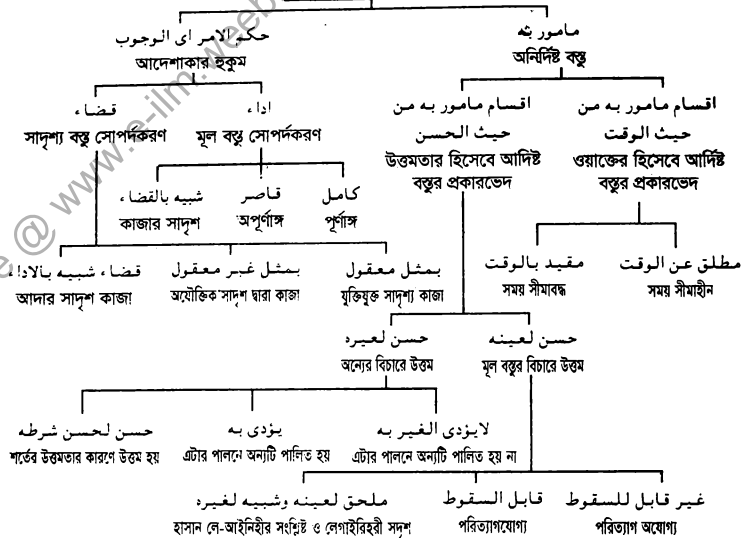 حكم الامر اى الوجوب
আদেশাকার হুকুম
مامور به
অনির্দিষ্ট বস্তু
قضاء
সাদৃশ্য বস্তু সোপর্দকরণ
اداء
মূল বস্তু সোপর্দকরণ
اقسام مامور به من
حيث الحسن
উত্তমতার হিসেবে আদিষ্ট
বস্তুর প্রকারভেদ
اقسام مامور به من
حيث الوقت
ওয়াক্তের হিসেবে আর্দিষ্ট
বস্তুর প্রকারভেদ
شبيه بالقضاء
কাজার সাদৃশ
قاصر
অপূর্ণাঙ্গ
كامل
পূর্ণাঙ্গ
قضاء شبيه بالاداء
আদার সাদৃশ কাজা
بمثل غير معقول
অযৌক্তিক সাদৃশ দ্বারা কাজা
بمثل معقول
যুক্তিযুক্ত সাদৃশ্য কাজা
مقيد بالوقت
সময় সীমাবদ্ধ
مطلق عن الوقت
সময় সীমাহীন
حسن لغيره
অন্যের বিচারে উত্তম
حسن لعينه
মূল বস্তুর বিচারে উত্তম
حسن لحسن شرطه
শর্তের উত্তমতার কারণে উত্তম হয়
يؤدى به
এটার পালনে অন্যটি পালিত হয়
لايؤدى الغير به
এটার পালনে অন্যটি পালিত হয় না
ملحق لعينه وشبيه لغيره
হাসান লে-আইনিহীর সংশ্লিষ্ট ও লেগাইরিহরী সদৃশ
قابل السقوط
পরিত্যাগযোগ্য
غير قابل للسقوط
পরিত্যাগ অযোগ্য
@ www.e-ilm.weeb